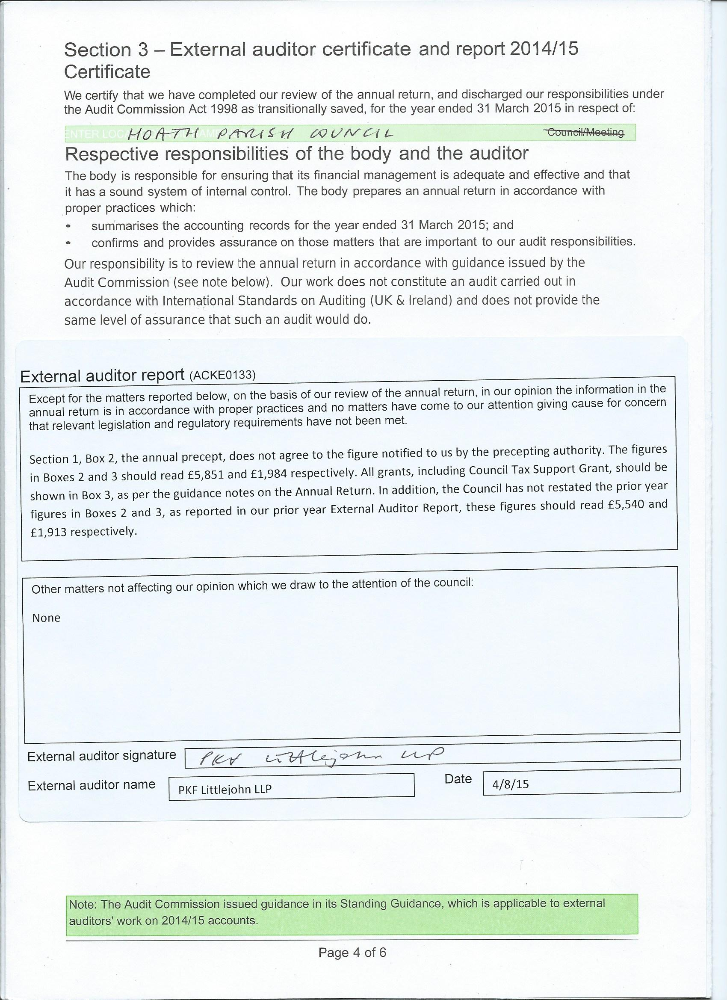 Section 3 – External auditor certificate and report 2014/15
Certificate
We certify that we have completed our review of the annual return, and discharged our responsibilities under
the Audit Commission Act 1998 as transitionally saved, for the year ended 31 March 2015 in respect of:
HOATH PARISH COUNCIL Council/Meeting
Respective responsibilities of the body and the auditor
The body is responsible for ensuring that its financial management is adequate and effective and that
it has a sound system of internal control. The body prepares an annual return in accordance with
proper practices which:
• summarises the accounting records for the year ended 31 March 2015; and
• confirms and provides assurance on those matters that are important to our audit responsibilities.
Our responsibility is to review the annual return in accordance with guidance issued by the
Audit Commission (see note below). Our work does not constitute an audit carried out in
accordance with International Standards on Auditing (UK & Ireland) and does not provide the
same level of assurance that such an audit would do.
External auditor report (ACKE0133)
Except for the matters reported below, on the basis of our review of the annual return, in our opinion the information in the
annual return is in accordance with proper practices and no matters have come to our attention giving cause for concern
that relevant legislation and regulatory requirements have not been met.
Section 1, Box 2, the annual precept, does not agree to the figure notified to us by the precepting authority. The figures
in Boxes 2 and 3 should read £5,851 and £1,984 respectively. All grants, including Council Tax Support Grant, should be
shown in Box 3, as per the guidance notes on the Annual Return. In addition, the Council has not restated the prior year
figures in Boxes 2 and 3, as reported in our prior year External Auditor Report, these figures should read £5,540 and
£1,913 respectively.
Other matters not affecting our opinion which we draw to the attention of the council:
None
External auditor signature PKF Littlejohn LLP
External auditor name PKF Littlejohn LLP Date 4/8/15
Note: The Audit Commission issued guidance in its Standing Guidance, which is applicable to external
auditors' work on 2014/15 accounts.
Page 4 of 6